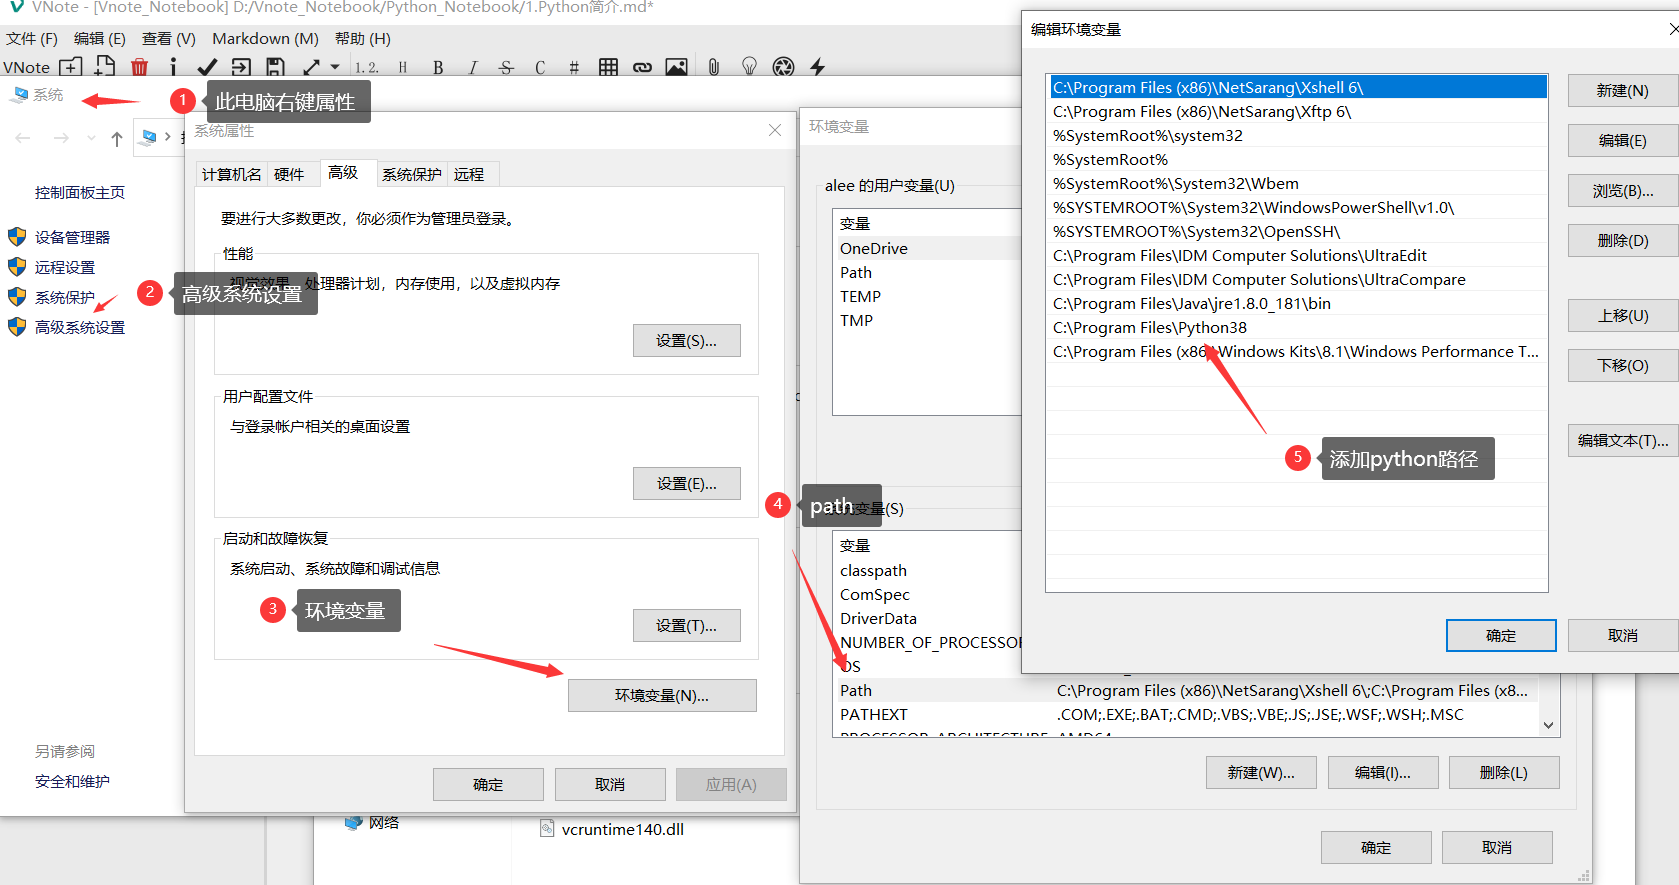 VNote - [Vnote_Notebook] D:/Vnote_Notebook/Python_Notebook/1.Python简介.md*
文件 (F) 编辑 (E) 查看 (V) Markdown (M) 帮助 (H)
VNote
1.2. H B I S C #
系统
1 此电脑右键属性
控制面板主页
设备管理器
远程设置
系统保护
高级系统设置
2 高级系统设置
另请参阅
安全和维护
系统属性
计算机名 硬件 高级 系统保护 远程
要进行大多数更改，你必须作为管理员登录。
性能
视觉效果，处理器计划，内存使用，以及虚拟内存
设置(S)...
用户配置文件
与登录帐户相关的桌面设置
设置(E)...
启动和故障恢复
系统启动、系统故障和调试信息
3 环境变量
设置(T)...
环境变量(N)...
确定 取消 应用(A)
网络
vcruntime140.dll
环境变量
alee 的用户变量(U)
变量
OneDrive
Path
TEMP
TMP
4 path
变量(S)
变量
classpath
ComSpec
DriverData
NUMBER_OF_PROCESSOR
OS
Path C:\Program Files (x86)\NetSarang\Xshell 6\;C:\Program Files (x8...
PATHEXT .COM;.EXE;.BAT;.CMD;.VBS;.VBE;.JS;.JSE;.WSF;.WSH;.MSC
PROCESSOR_ARCHITECTURE AMD64
新建(W)... 编辑(I)... 删除(L)
确定 取消
编辑环境变量
C:\Program Files (x86)\NetSarang\Xshell 6\
C:\Program Files (x86)\NetSarang\Xftp 6\
%SystemRoot%\system32
%SystemRoot%
%SystemRoot%\System32\Wbem
%SYSTEMROOT%\System32\WindowsPowerShell\v1.0\
%SYSTEMROOT%\System32\OpenSSH\
C:\Program Files\IDM Computer Solutions\UltraEdit
C:\Program Files\IDM Computer Solutions\UltraCompare
C:\Program Files\Java\jre1.8.0_181\bin
C:\Program Files\Python38
C:\Program Files (x86)\Windows Kits\8.1\Windows Performance T...
5 添加python路径
新建(N)
编辑(E)
浏览(B)...
删除(D)
上移(U)
下移(O)
编辑文本(T)...
确定 取消